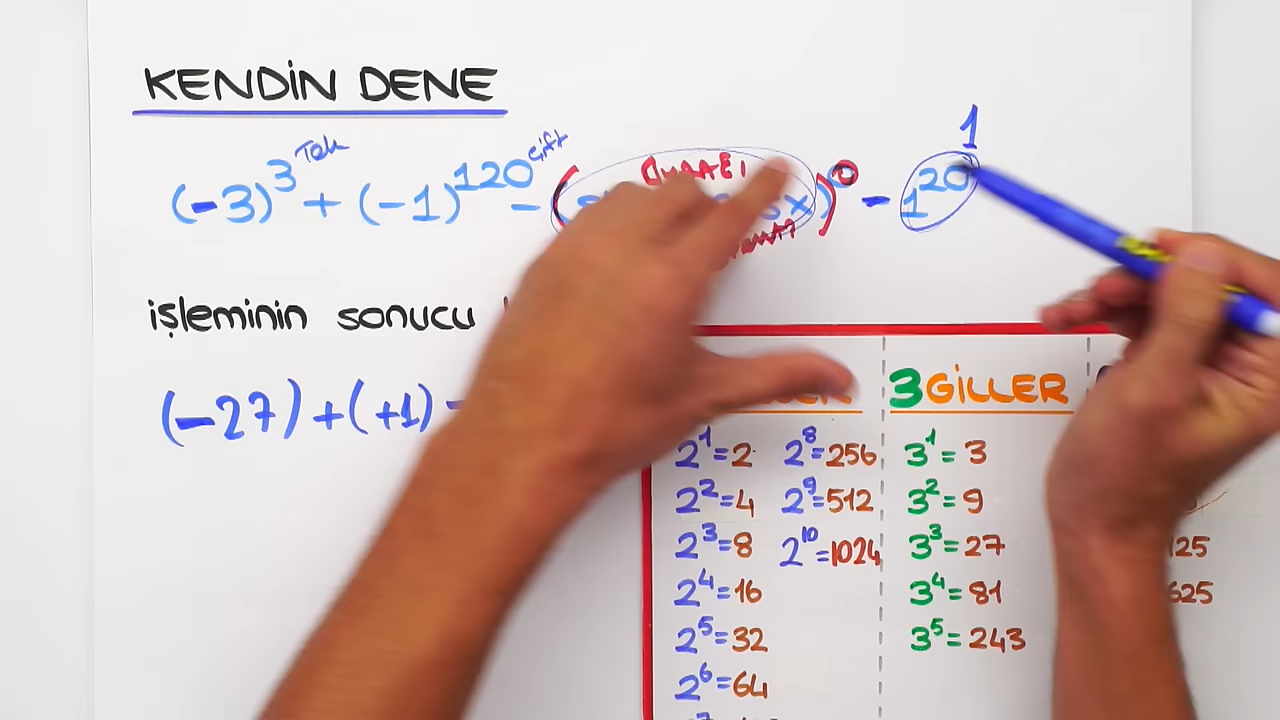 KENDİN DENE
Tek çift 1
(-3)³ + (-1)¹²⁰ - ( x)⁰ - 1²⁰
işleminin sonucu
(-27) + (+1) -
3GİLLER
2¹=2 2⁸=256 3¹=3
2²=4 2⁹=512 3²=9
2³=8 2¹⁰=1024 3³=27 125
2⁴=16 3⁴=81 625
2⁵=32 3⁵=243
2⁶=64